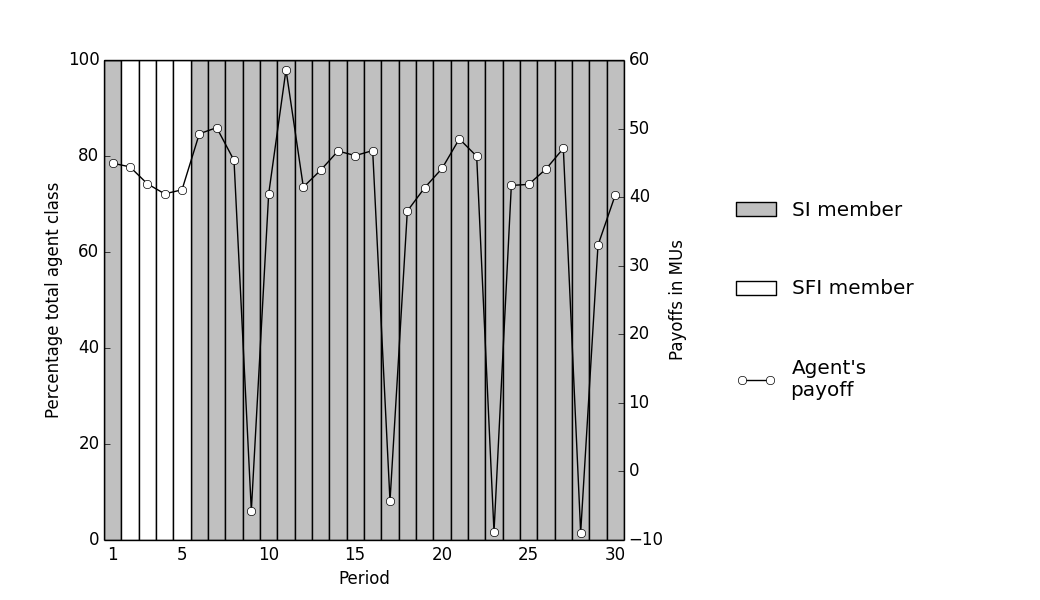 100
80
60
40
20
0
Percentage total agent class
60
50
40
30
20
10
0
−10
Payoffs in MUs
1 5 10 15 20 25 30
Period
SI member
SFI member
Agent's
payoff